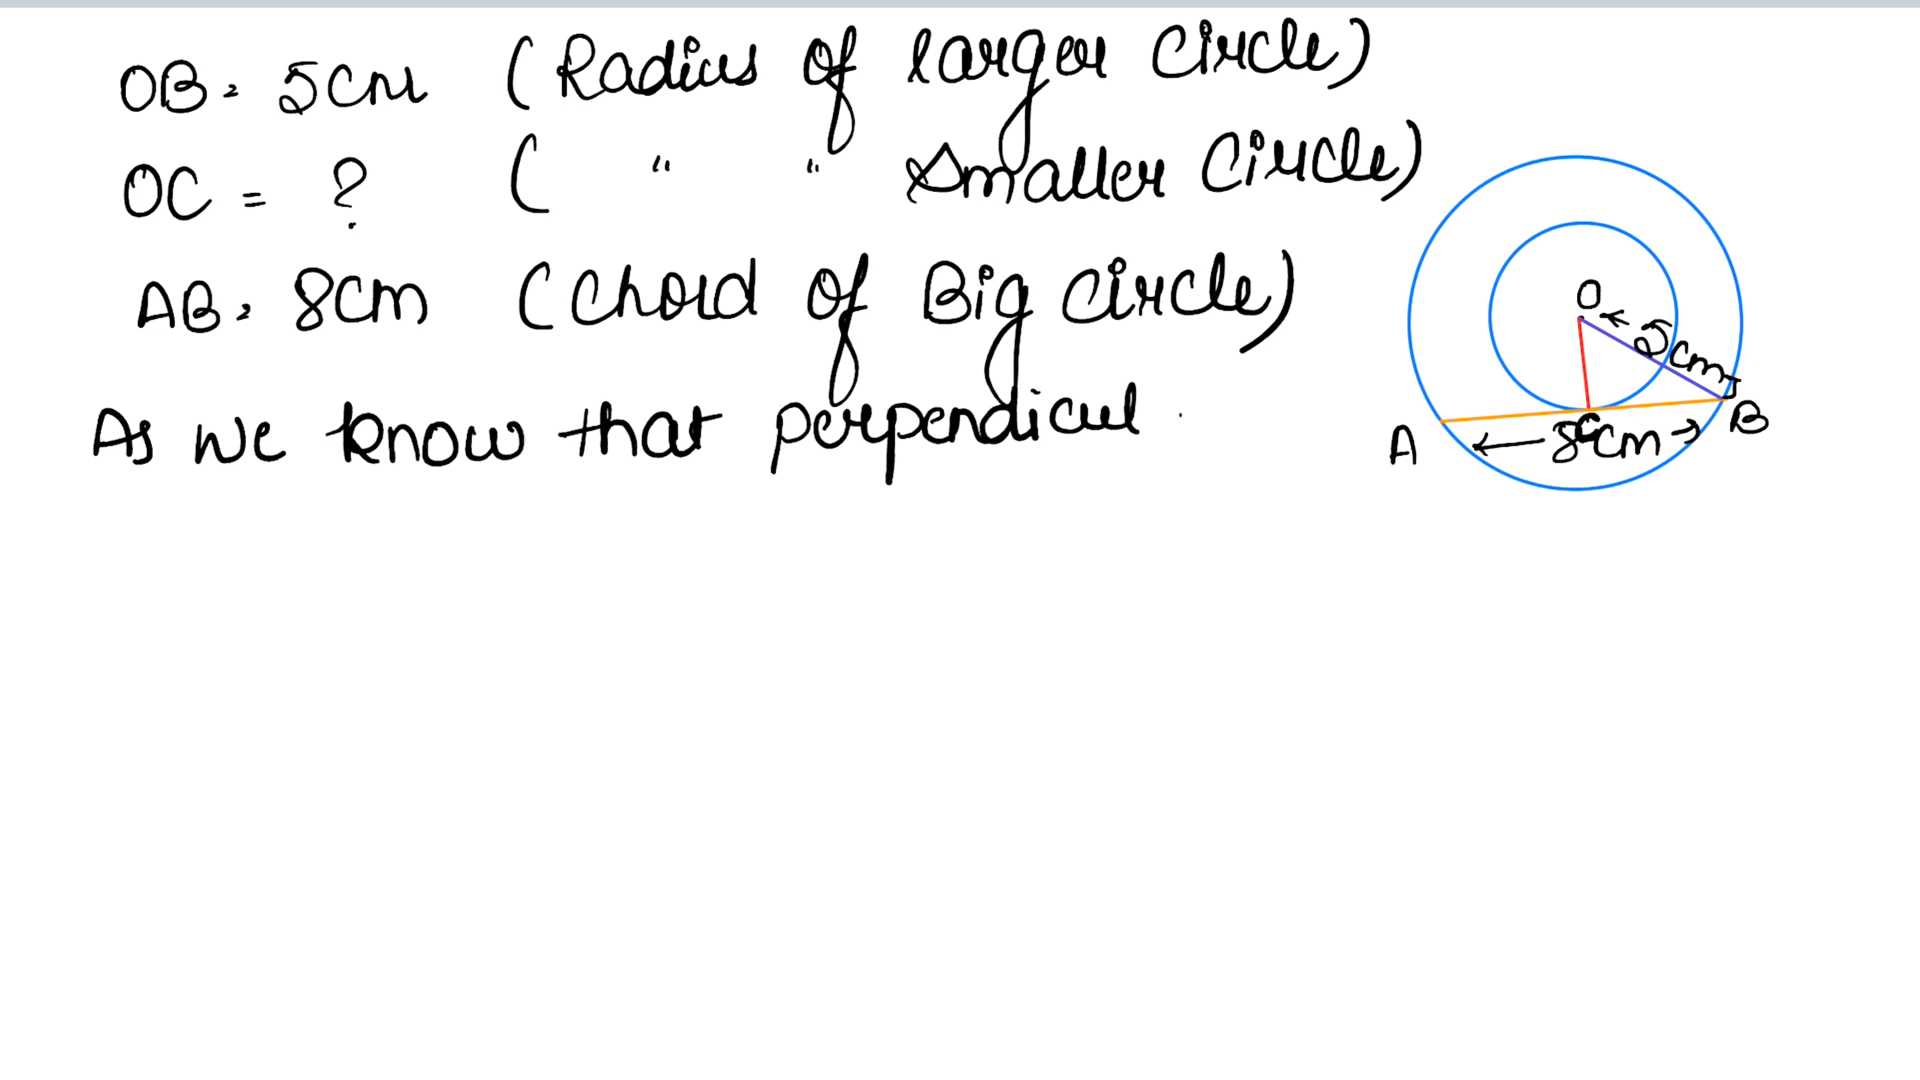 OB = 5cm (Radius of larger Circle)
OC = ? ( " " Smaller Circle)
AB = 8cm (Chord of Big circle)
As we know that perpendicul
O
5cm
C
A
8cm
B